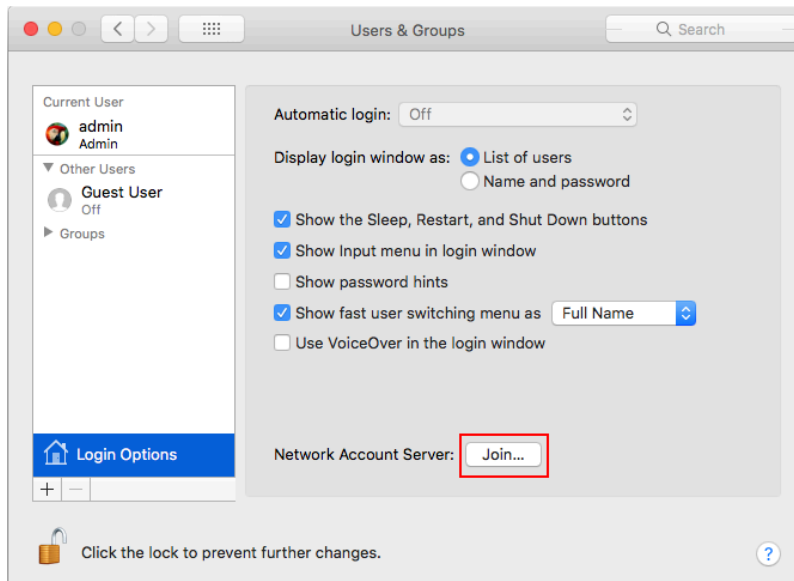 Users & Groups
Search
Current User
admin
Admin
Other Users
Guest User
Off
Groups
Login Options
Automatic login: Off
Display login window as: List of users
Name and password
Show the Sleep, Restart, and Shut Down buttons
Show Input menu in login window
Show password hints
Show fast user switching menu as Full Name
Use VoiceOver in the login window
Network Account Server: Join...
Click the lock to prevent further changes.
?